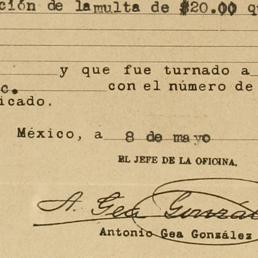 ción de la multa de $20.00 q
y que fue turnado a
c. con el número de
icado.
México, a 8 de mayo
EL JEFE DE LA OFICINA.
A. Gea Gonzál
Antonio Gea González